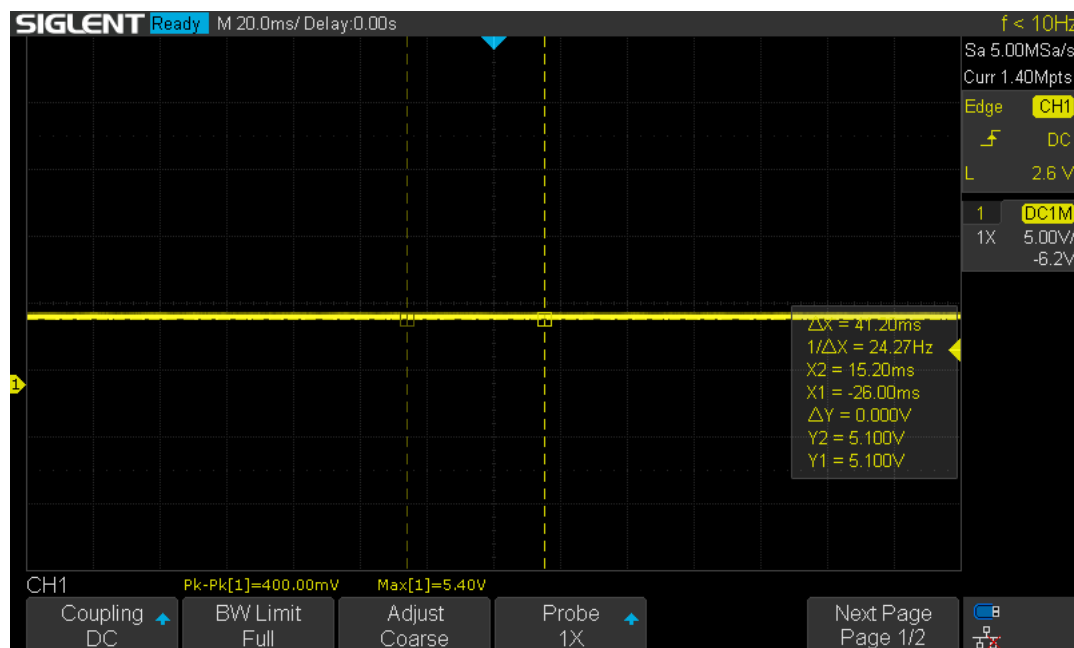 SIGLENT Ready M 20.0ms/ Delay:0.00s f < 10Hz
Sa 5.00MSa/s
Curr 1.40Mpts
Edge CH1
DC
L 2.6 V
1 DC1M
1X 5.00V/
-6.2V
△X = 41.20ms
1/△X = 24.27Hz
X2 = 15.20ms
1
X1 = -26.00ms
△Y = 0.000V
Y2 = 5.100V
Y1 = 5.100V
CH1 Pk-Pk[1]=400.00mV Max[1]=5.40V
Coupling BW Limit Adjust Probe Next Page
DC Full Coarse 1X Page 1/2
B